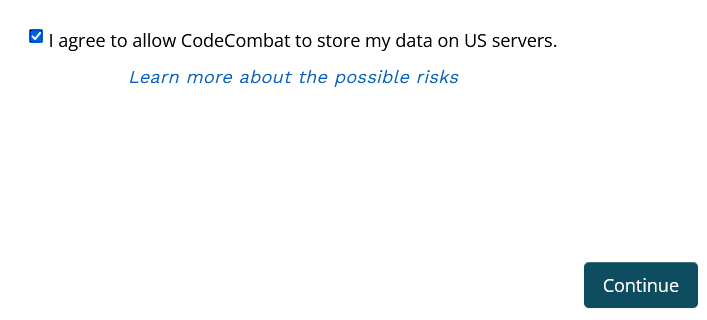 I agree to allow CodeCombat to store my data on US servers.
Learn more about the possible risks
Continue